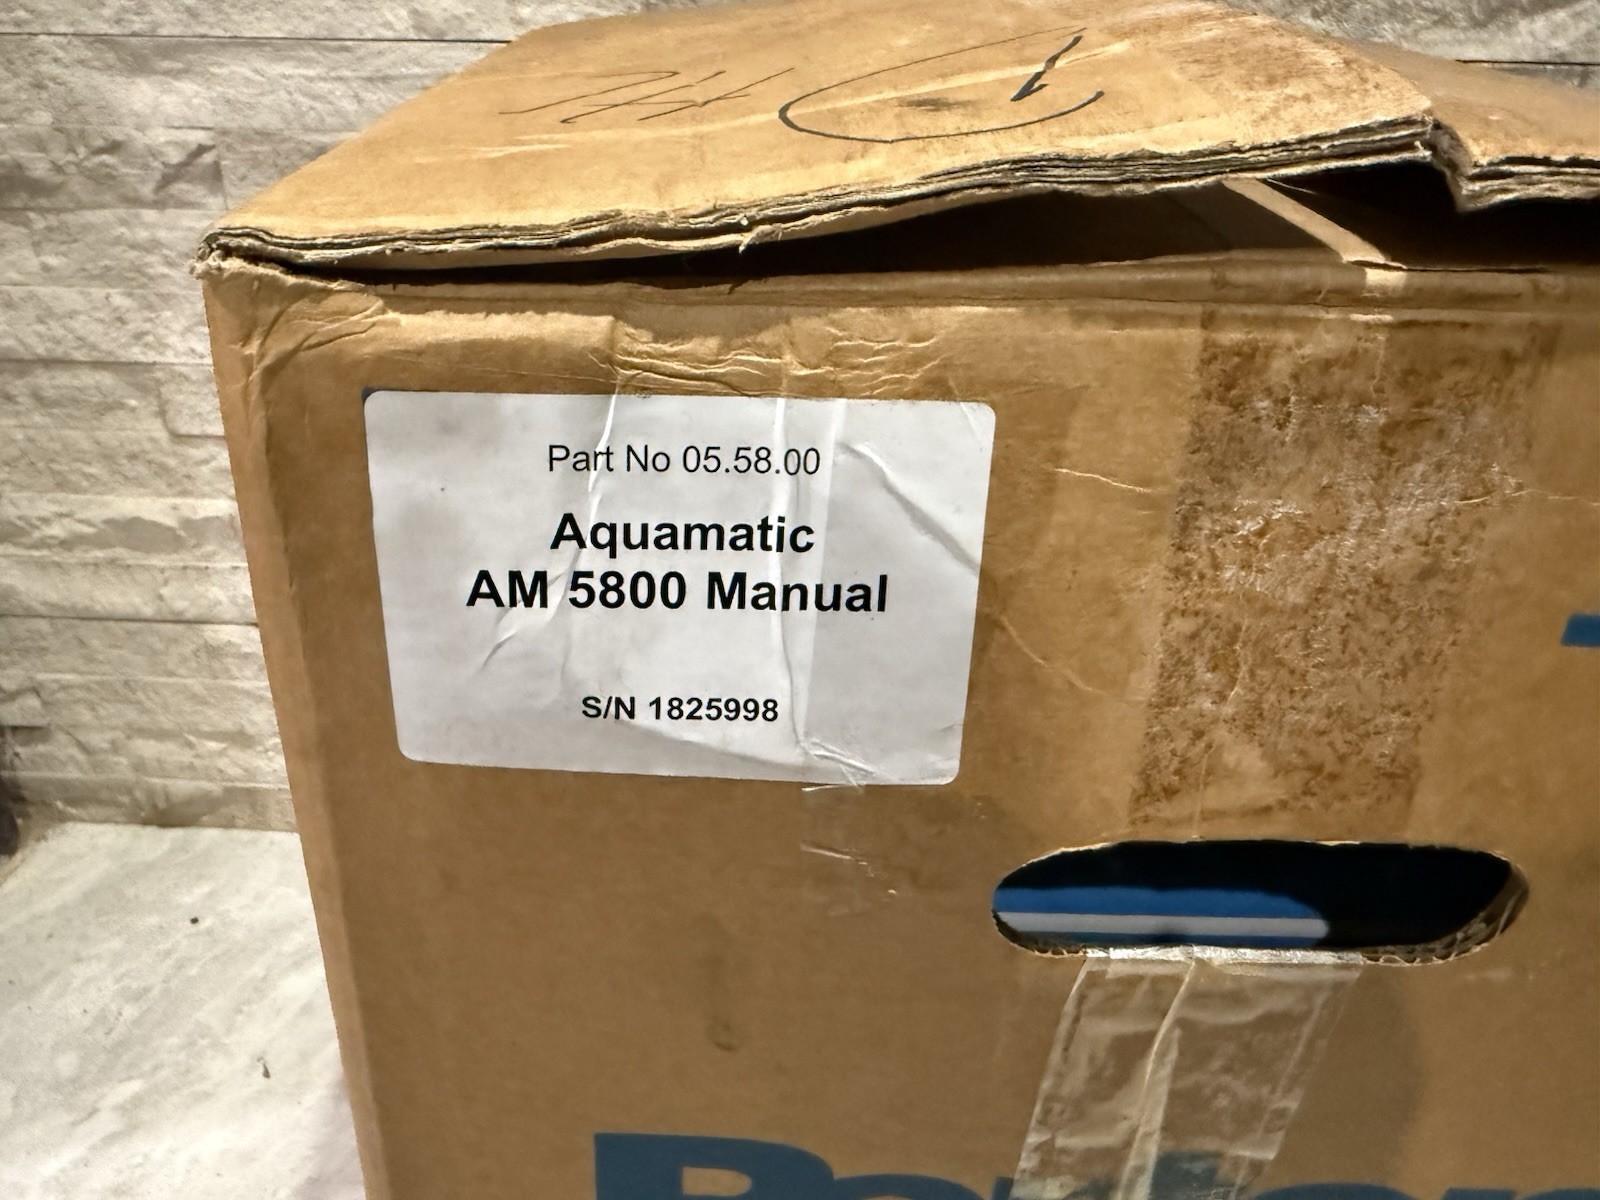 Part No 05.58.00
Aquamatic
AM 5800 Manual
S/N 1825998